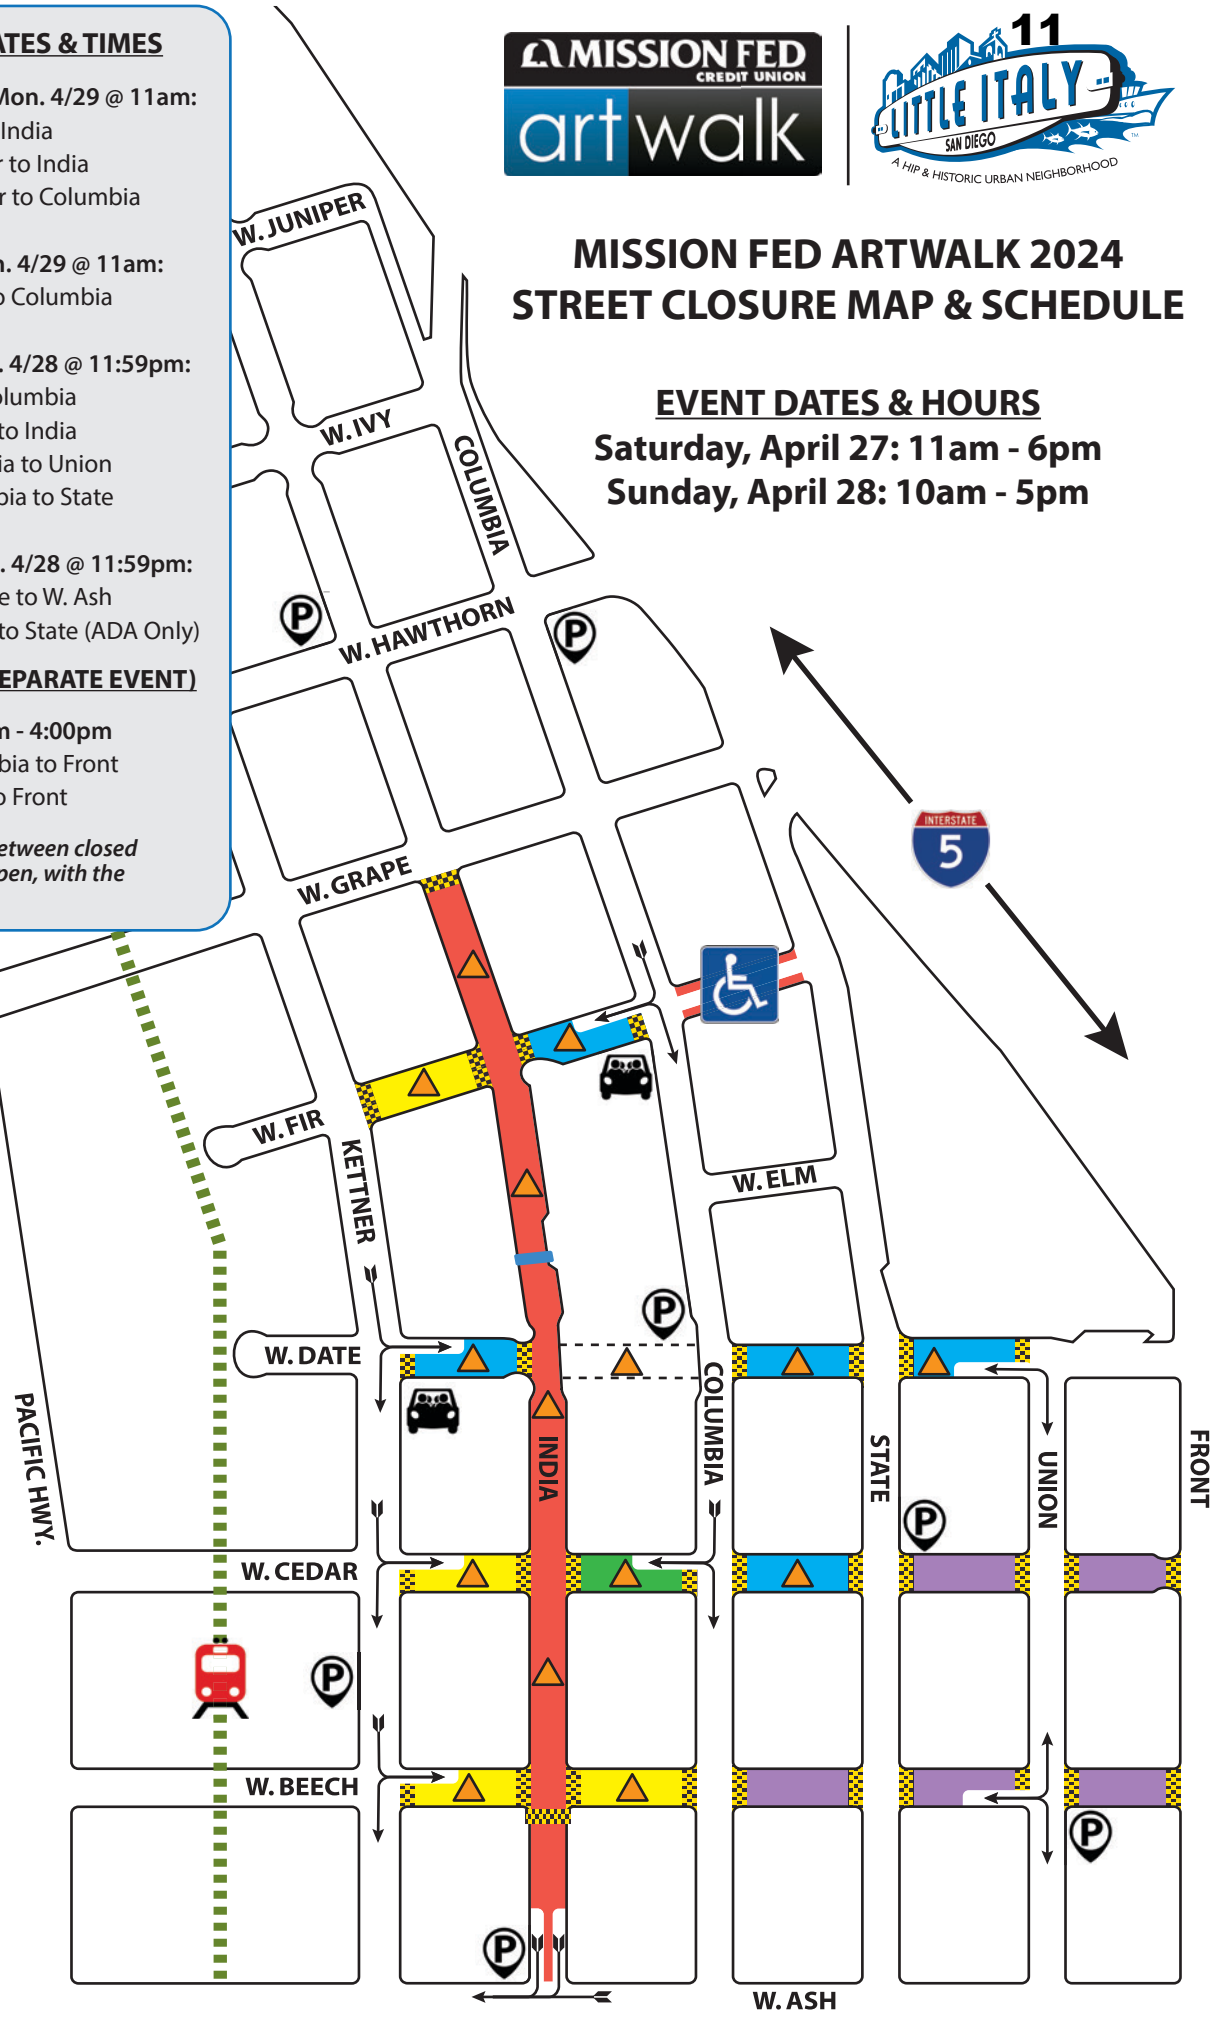 ATES & TIMES
Mon. 4/29 @ 11am:
India
r to India
r to Columbia
n. 4/29 @ 11am:
o Columbia
. 4/28 @ 11:59pm:
olumbia
to India
ia to Union
bia to State
. 4/28 @ 11:59pm:
e to W. Ash
to State (ADA Only)
EPARATE EVENT)
m - 4:00pm
bia to Front
o Front
etween closed
pen, with the
MISSION FED
CREDIT UNION
artwalk
11
LITTLE ITALY
SAN DIEGO
TM
A HIP & HISTORIC URBAN NEIGHBORHOOD
MISSION FED ARTWALK 2024
STREET CLOSURE MAP & SCHEDULE
EVENT DATES & HOURS
Saturday, April 27: 11am - 6pm
Sunday, April 28: 10am - 5pm
W. JUNIPER
W. IVY
COLUMBIA
W. HAWTHORN
P
P
INTERSTATE
5
W. GRAPE
W. FIR
KETTNER
W. ELM
P
W. DATE
PACIFIC HWY.
INDIA
COLUMBIA
STATE
UNION
FRONT
P
W. CEDAR
P
W. BEECH
P
P
W. ASH